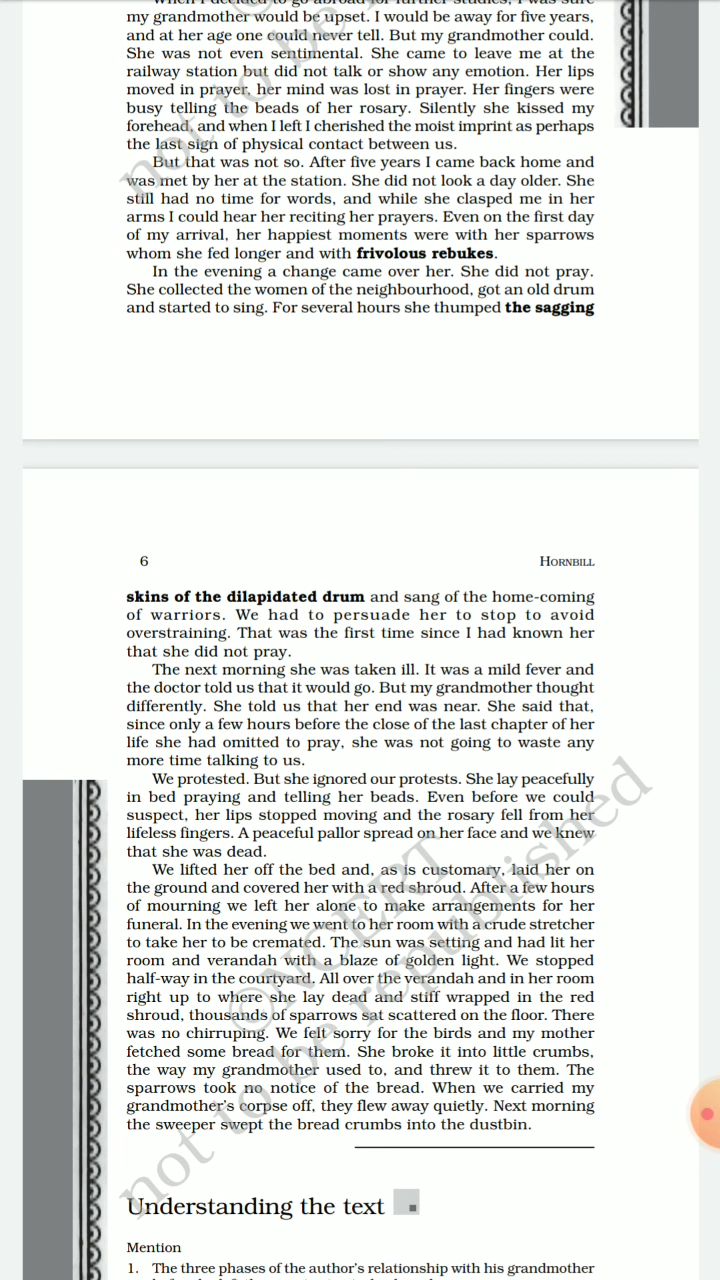 When I decided to go abroad for further studies, I was sure
my grandmother would be upset. I would be away for five years,
and at her age one could never tell. But my grandmother could.
She was not even sentimental. She came to leave me at the
railway station but did not talk or show any emotion. Her lips
moved in prayer, her mind was lost in prayer. Her fingers were
busy telling the beads of her rosary. Silently she kissed my
forehead, and when I left I cherished the moist imprint as perhaps
the last sign of physical contact between us.
But that was not so. After five years I came back home and
was met by her at the station. She did not look a day older. She
still had no time for words, and while she clasped me in her
arms I could hear her reciting her prayers. Even on the first day
of my arrival, her happiest moments were with her sparrows
whom she fed longer and with frivolous rebukes.
In the evening a change came over her. She did not pray.
She collected the women of the neighbourhood, got an old drum
and started to sing. For several hours she thumped the sagging
not to be
6
HORNBILL
skins of the dilapidated drum and sang of the home-coming
of warriors. We had to persuade her to stop to avoid
overstraining. That was the first time since I had known her
that she did not pray.
The next morning she was taken ill. It was a mild fever and
the doctor told us that it would go. But my grandmother thought
differently. She told us that her end was near. She said that,
since only a few hours before the close of the last chapter of her
life she had omitted to pray, she was not going to waste any
more time talking to us.
We protested. But she ignored our protests. She lay peacefully
in bed praying and telling her beads. Even before we could
suspect, her lips stopped moving and the rosary fell from her
lifeless fingers. A peaceful pallor spread on her face and we knew
that she was dead.
We lifted her off the bed and, as is customary, laid her on
the ground and covered her with a red shroud. After a few hours
of mourning we left her alone to make arrangements for her
funeral. In the evening we went to her room with a crude stretcher
to take her to be cremated. The sun was setting and had lit her
room and verandah with a blaze of golden light. We stopped
half-way in the courtyard. All over the verandah and in her room
right up to where she lay dead and stiff wrapped in the red
shroud, thousands of sparrows sat scattered on the floor. There
was no chirruping. We felt sorry for the birds and my mother
fetched some bread for them. She broke it into little crumbs,
the way my grandmother used to, and threw it to them. The
sparrows took no notice of the bread. When we carried my
grandmother's corpse off, they flew away quietly. Next morning
the sweeper swept the bread crumbs into the dustbin.
©NCERT
not to be republished
Understanding the text
Mention
1. The three phases of the author's relationship with his grandmother